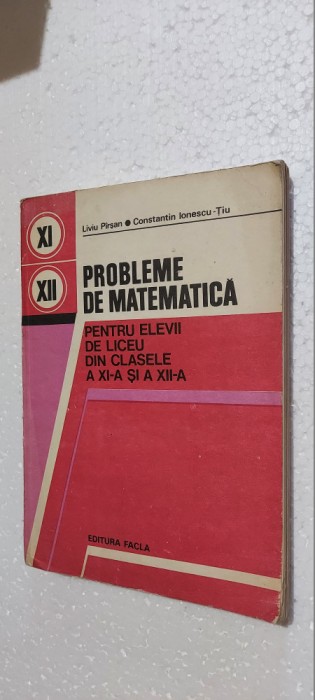 XI
XII
Liviu Pîrşan ● Constantin Ionescu-Ţiu
PROBLEME
DE MATEMATICĂ
PENTRU ELEVII
DE LICEU
DIN CLASELE
A XI-A ŞI A XII-A
EDITURA FACLA